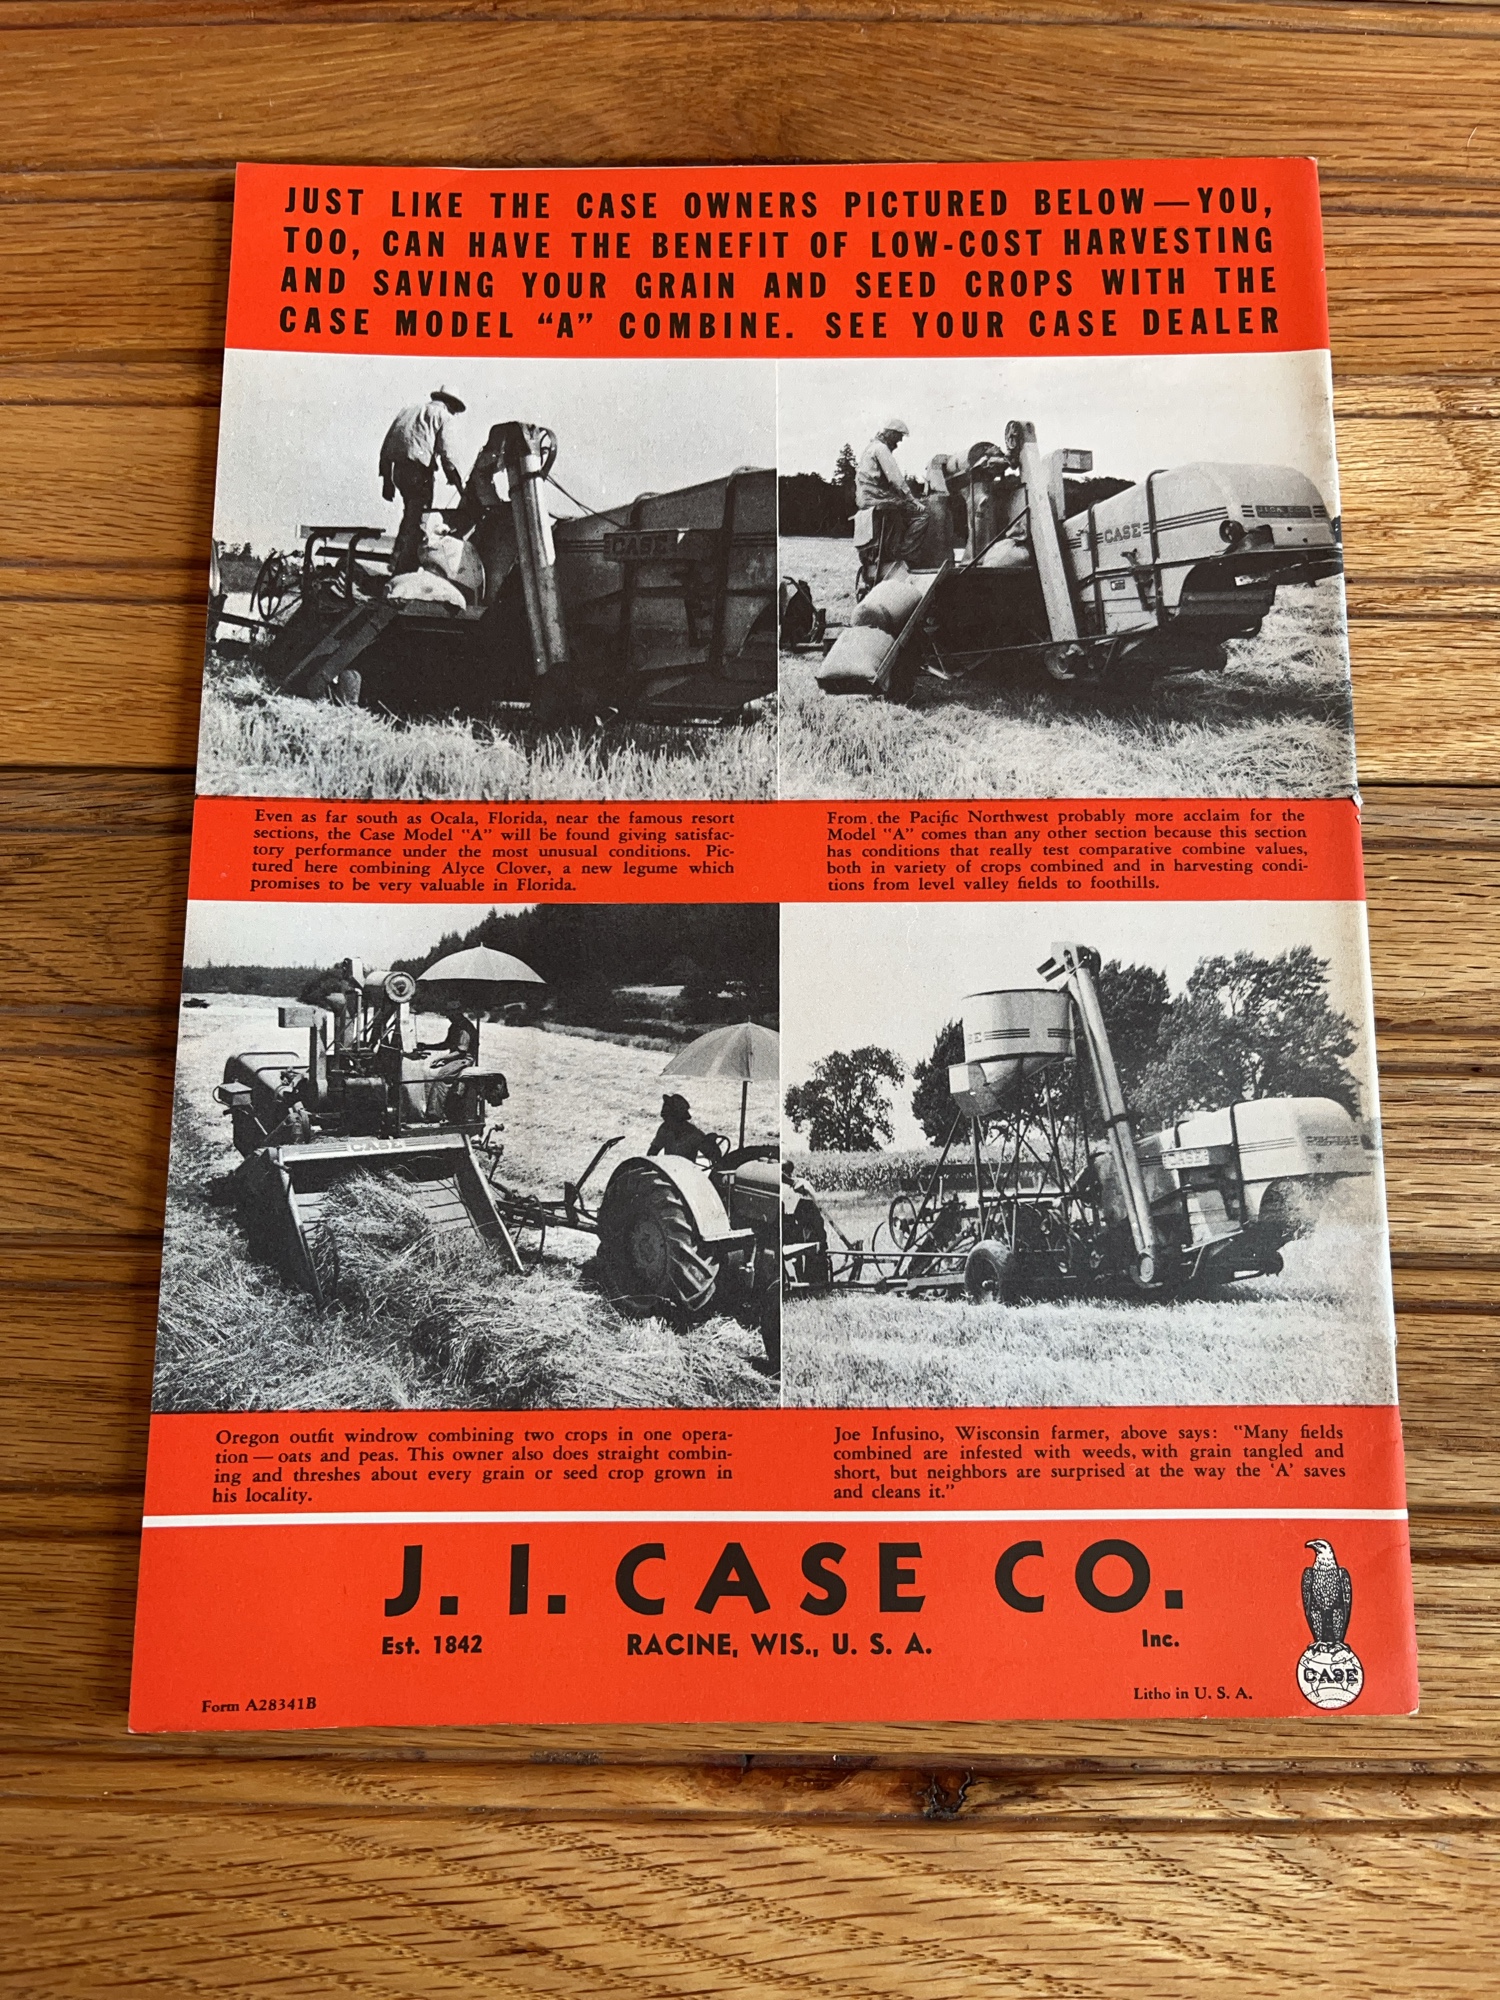 JUST LIKE THE CASE OWNERS PICTURED BELOW—YOU,
TOO, CAN HAVE THE BENEFIT OF LOW-COST HARVESTING
AND SAVING YOUR GRAIN AND SEED CROPS WITH THE
CASE MODEL “A” COMBINE. SEE YOUR CASE DEALER
CASE
CASE
Even as far south as Ocala, Florida, near the famous resort
sections, the Case Model "A" will be found giving satisfac-
tory performance under the most unusual conditions. Pic-
tured here combining Alyce Clover, a new legume which
promises to be very valuable in Florida.
From the Pacific Northwest probably more acclaim for the
Model "A" comes than any other section because this section
has conditions that really test comparative combine values,
both in variety of crops combined and in harvesting condi-
tions from level valley fields to foothills.
CASE
CASE
Oregon outfit windrow combining two crops in one opera-
tion — oats and peas. This owner also does straight combin-
ing and threshes about every grain or seed crop grown in
his locality.
Joe Infusino, Wisconsin farmer, above says: "Many fields
combined are infested with weeds, with grain tangled and
short, but neighbors are surprised at the way the 'A' saves
and cleans it."
J. I. CASE CO.
Est. 1842 RACINE, WIS., U. S. A. Inc.
CASE
Form A28341B Litho in U. S. A.